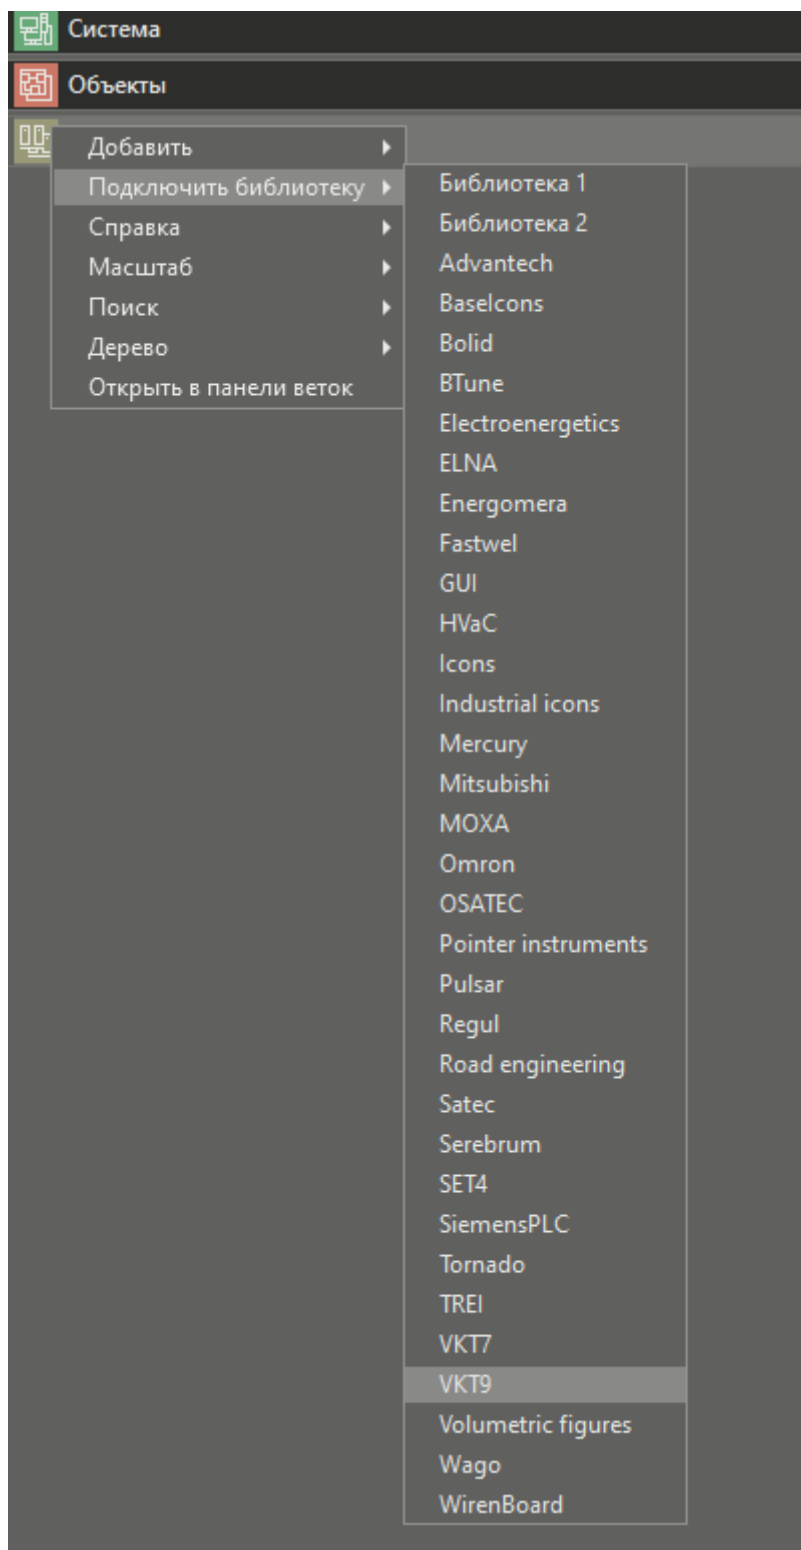 Система
Объекты
Добавить
Подключить библиотеку
Справка
Масштаб
Поиск
Дерево
Открыть в панели веток
Библиотека 1
Библиотека 2
Advantech
BaseIcons
Bolid
BTune
Electroenergetics
ELNA
Energomera
Fastwel
GUI
HVaC
Icons
Industrial icons
Mercury
Mitsubishi
MOXA
Omron
OSATEC
Pointer instruments
Pulsar
Regul
Road engineering
Satec
Serebrum
SET4
SiemensPLC
Tornado
TREI
VKT7
VKT9
Volumetric figures
Wago
WirenBoard